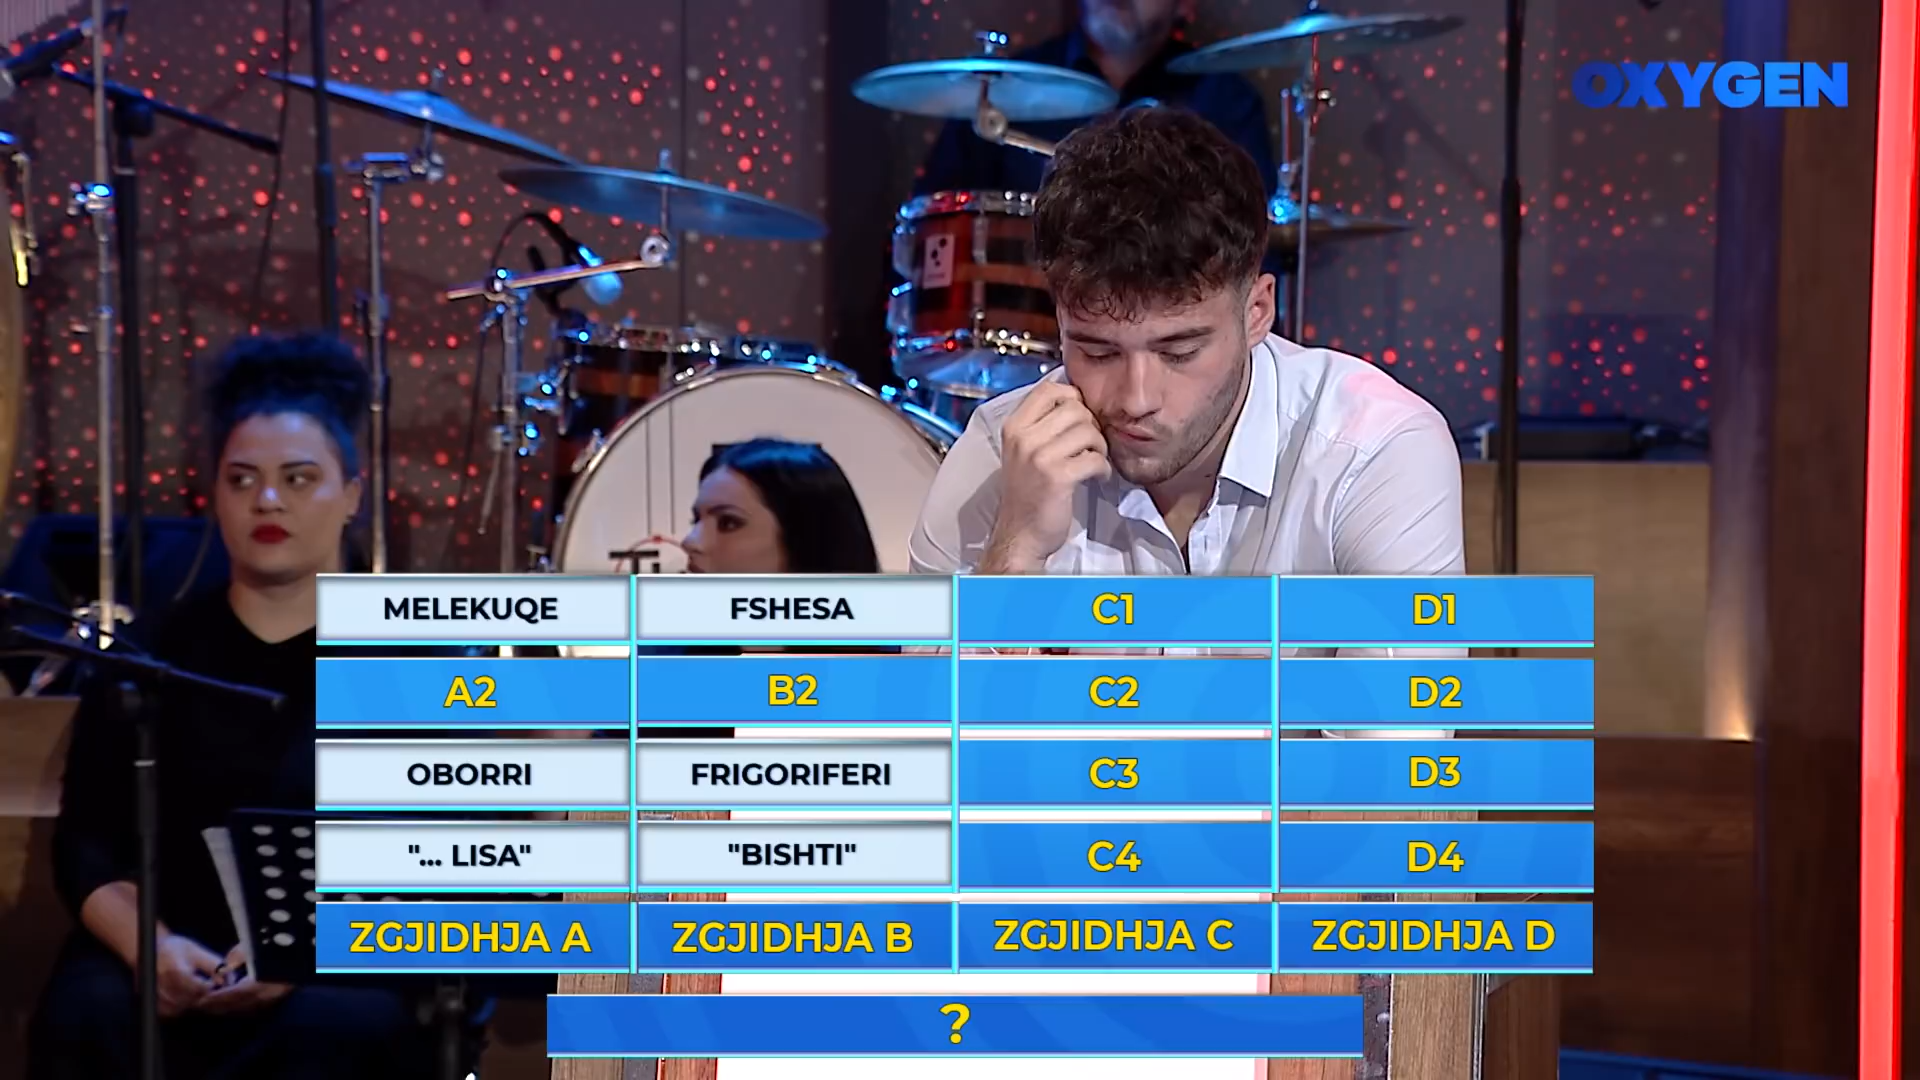 OXYGEN
MELEKUQE FSHESA C1 D1
A2 B2 C2 D2
OBORRI FRIGORIFERI C3 D3
"... LISA" "BISHTI" C4 D4
ZGJIDHJA A ZGJIDHJA B ZGJIDHJA C ZGJIDHJA D
?